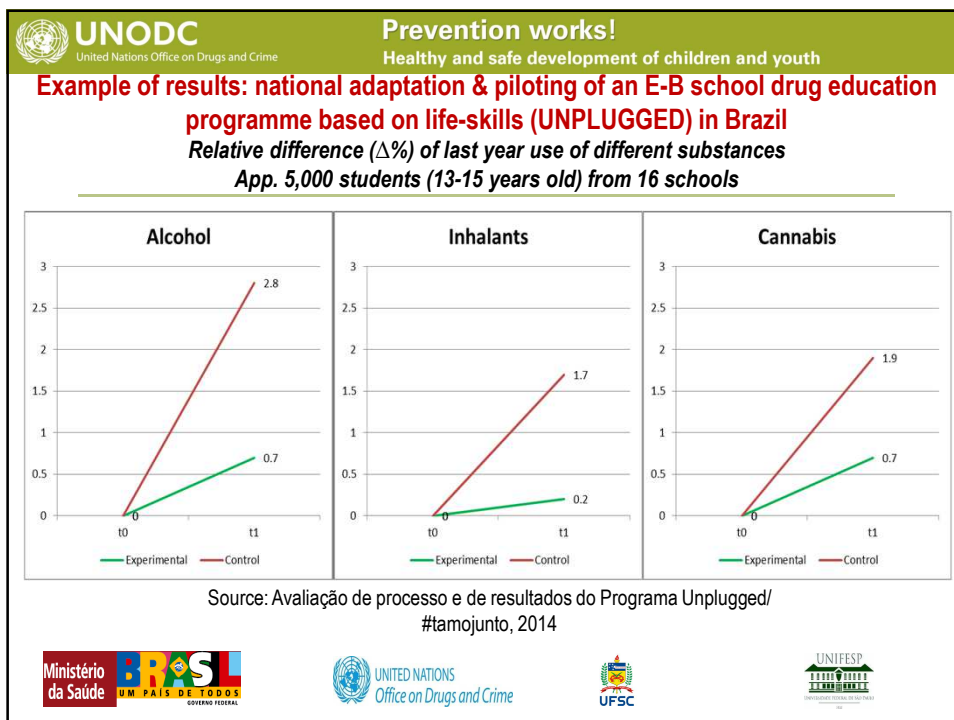 UNODC
United Nations Office on Drugs and Crime
Prevention works!
Healthy and safe development of children and youth
Example of results: national adaptation & piloting of an E-B school drug education
programme based on life-skills (UNPLUGGED) in Brazil
Relative difference (∆%) of last year use of different substances
App. 5,000 students (13-15 years old) from 16 schools
Alcohol
3
2.5
2
1.5
1
0.5
0
2.8
0.7
0
t0
t1
Experimental
Control
Inhalants
3
2.5
2
1.5
1
0.5
0
1.7
0.2
0
t0
t1
Experimental
Control
Cannabis
3
2.5
2
1.5
1
0.5
0
1.9
0.7
0
t0
t1
Experimental
Control
Source: Avaliação de processo e de resultados do Programa Unplugged/
#tamojunto, 2014
Ministério
da Saúde
BRASIL
UM PAÍS DE TODOS
GOVERNO FEDERAL
UNITED NATIONS
Office on Drugs and Crime
UFSC
UNIFESP
UNIVERSIDADE FEDERAL DE SÃO PAULO